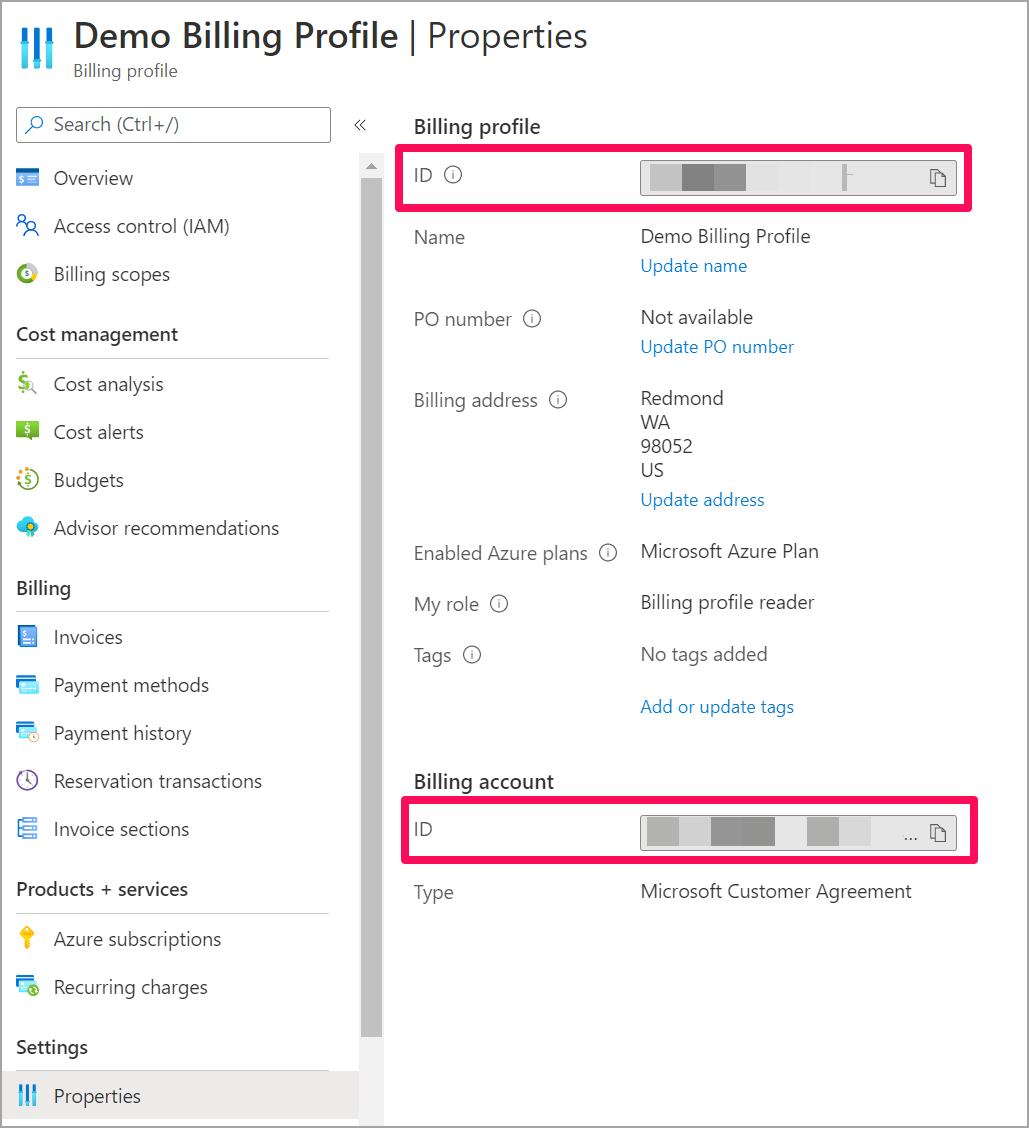 Demo Billing Profile | Properties
Billing profile
Search (Ctrl+/)
«
Overview
Access control (IAM)
Billing scopes
Cost management
Cost analysis
Cost alerts
Budgets
Advisor recommendations
Billing
Invoices
Payment methods
Payment history
Reservation transactions
Invoice sections
Products + services
Azure subscriptions
Recurring charges
Settings
Properties
Billing profile
ID
Name Demo Billing Profile
Update name
PO number Not available
Update PO number
Billing address Redmond
WA
98052
US
Update address
Enabled Azure plans Microsoft Azure Plan
My role Billing profile reader
Tags No tags added
Add or update tags
Billing account
ID ...
Type Microsoft Customer Agreement